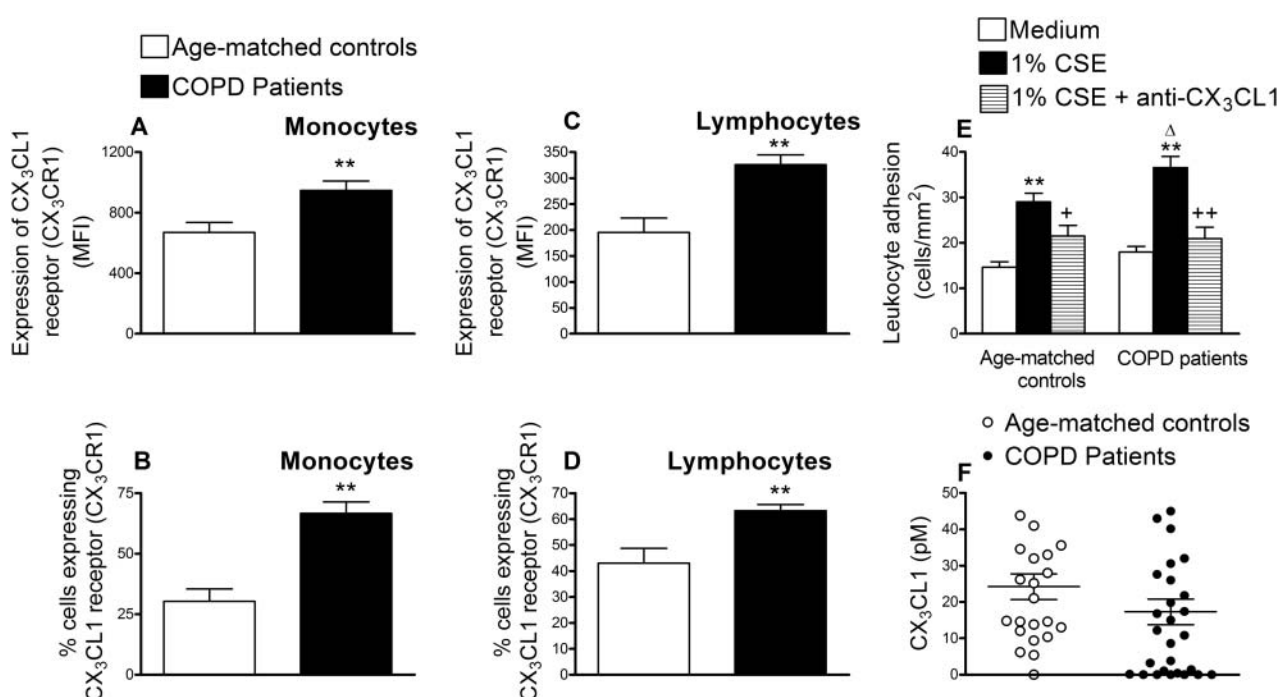 Age-matched controls
COPD Patients
A
Monocytes
**
Expression of CX₃CL1
receptor (CX₃CR1)
(MFI)
1200
800
400
0
C
Lymphocytes
**
Expression of CX₃CL1
receptor (CX₃CR1)
(MFI)
350
300
250
200
150
100
50
0
Medium
1% CSE
1% CSE + anti-CX₃CL1
E
Leukocyte adhesion
(cells/mm²)
40
30
20
10
0
**
+
Δ
**
++
Age-matched
controls
COPD patients
B
Monocytes
**
% cells expressing
CX₃CL1 receptor (CX₃CR1)
75
50
25
0
D
Lymphocytes
**
% cells expressing
CX₃CL1 receptor (CX₃CR1)
70
60
50
40
30
20
10
0
Age-matched controls
COPD Patients
F
CX₃CL1 (pM)
50
40
30
20
10
0